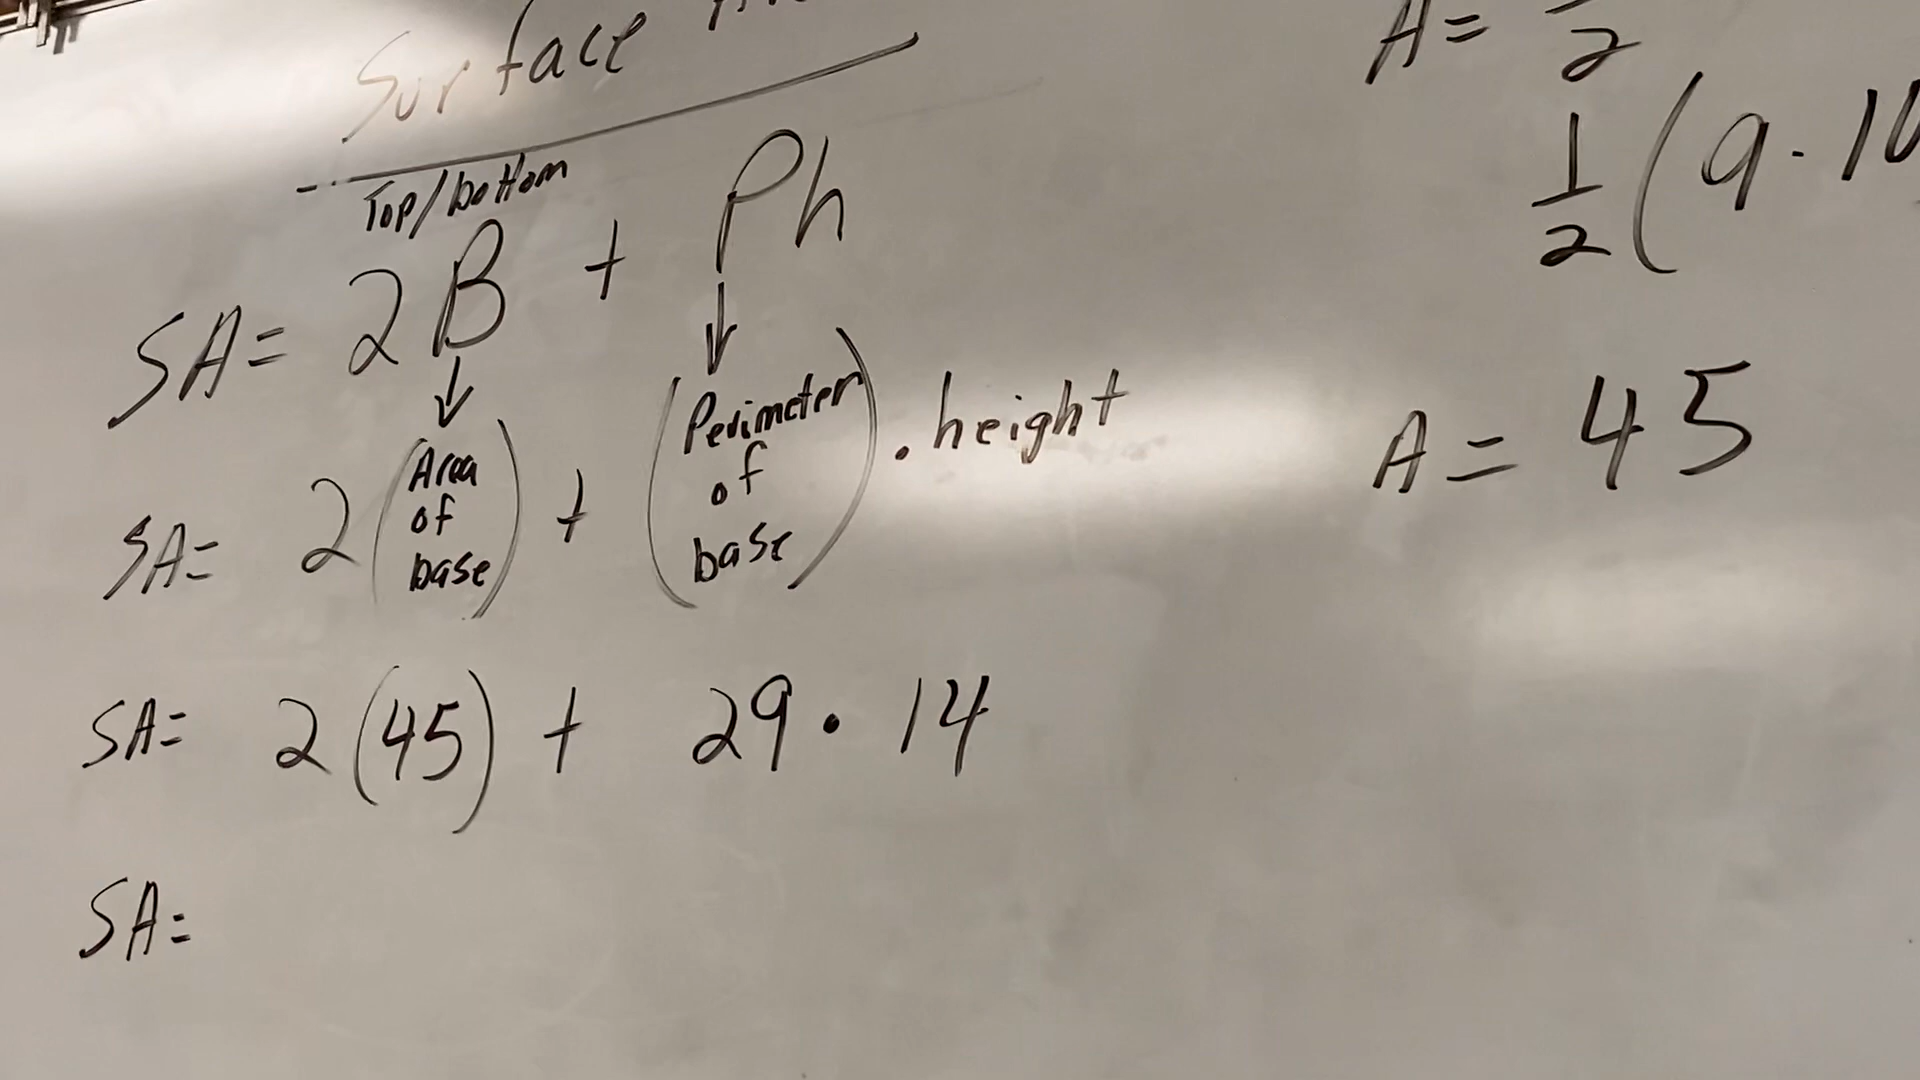 Surface
Top/bottom
SA= 2B + Ph
SA= 2(Area of base) + (Perimeter of base) . height
SA= 2(45) + 29 · 14
SA=
A= 2
1/2 (9 · 10
A= 45